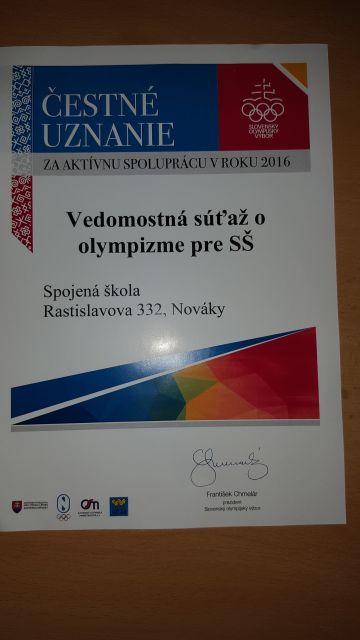 ČESTNÉ
UZNANIE
SLOVENSKÝ
OLYMPIJSKÝ
VÝBOR
ZA AKTÍVNU SPOLUPRÁCU V ROKU 2016
Vedomostná súťaž o
olympizme pre SŠ
Spojená škola
Rastislavova 332, Nováky
František Chmelár
prezident
Slovenský olympijský výbor